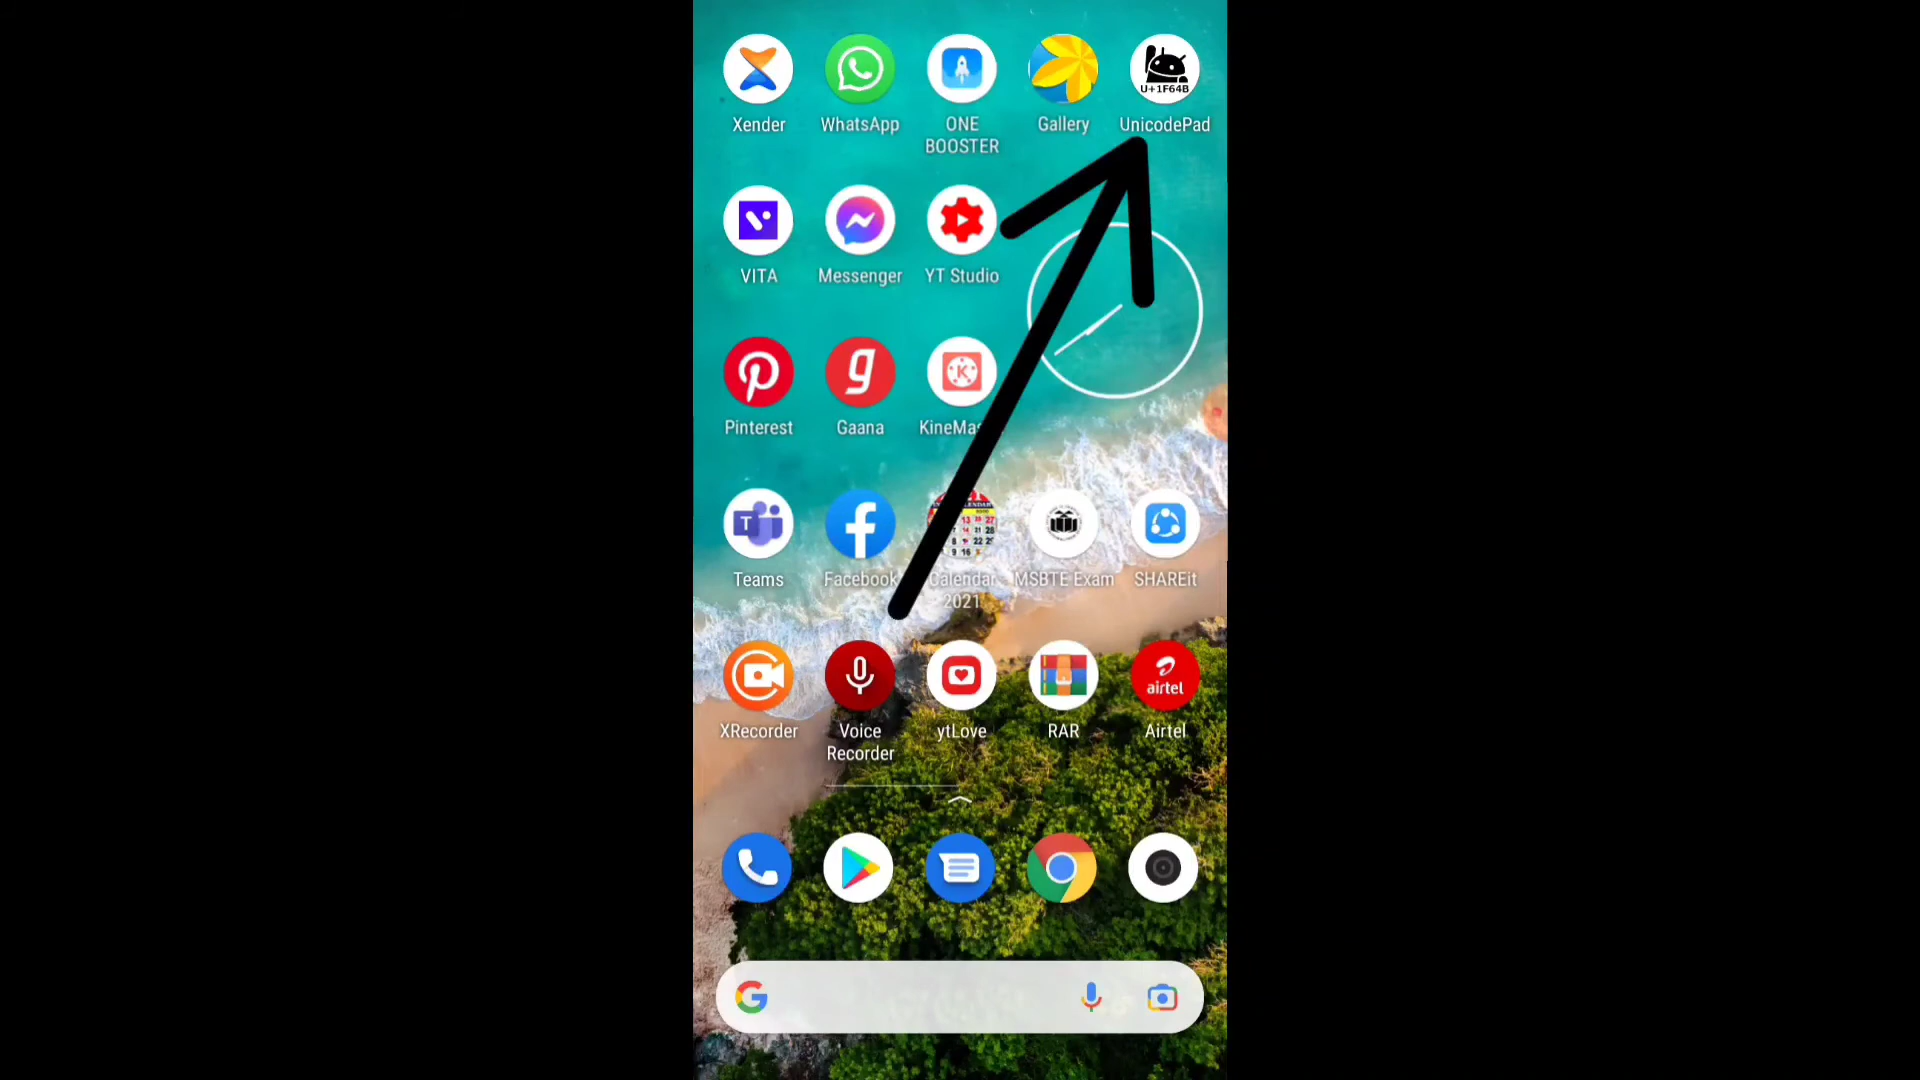 U+1F64B
Xender
WhatsApp
ONE
BOOSTER
Gallery
UnicodePad
VITA
Messenger
YT Studio
Pinterest
Gaana
KineMas
Teams
Facebook
Calendar
2021
MSBTE Exam
SHAREit
airtel
XRecorder
Voice
Recorder
ytLove
RAR
Airtel